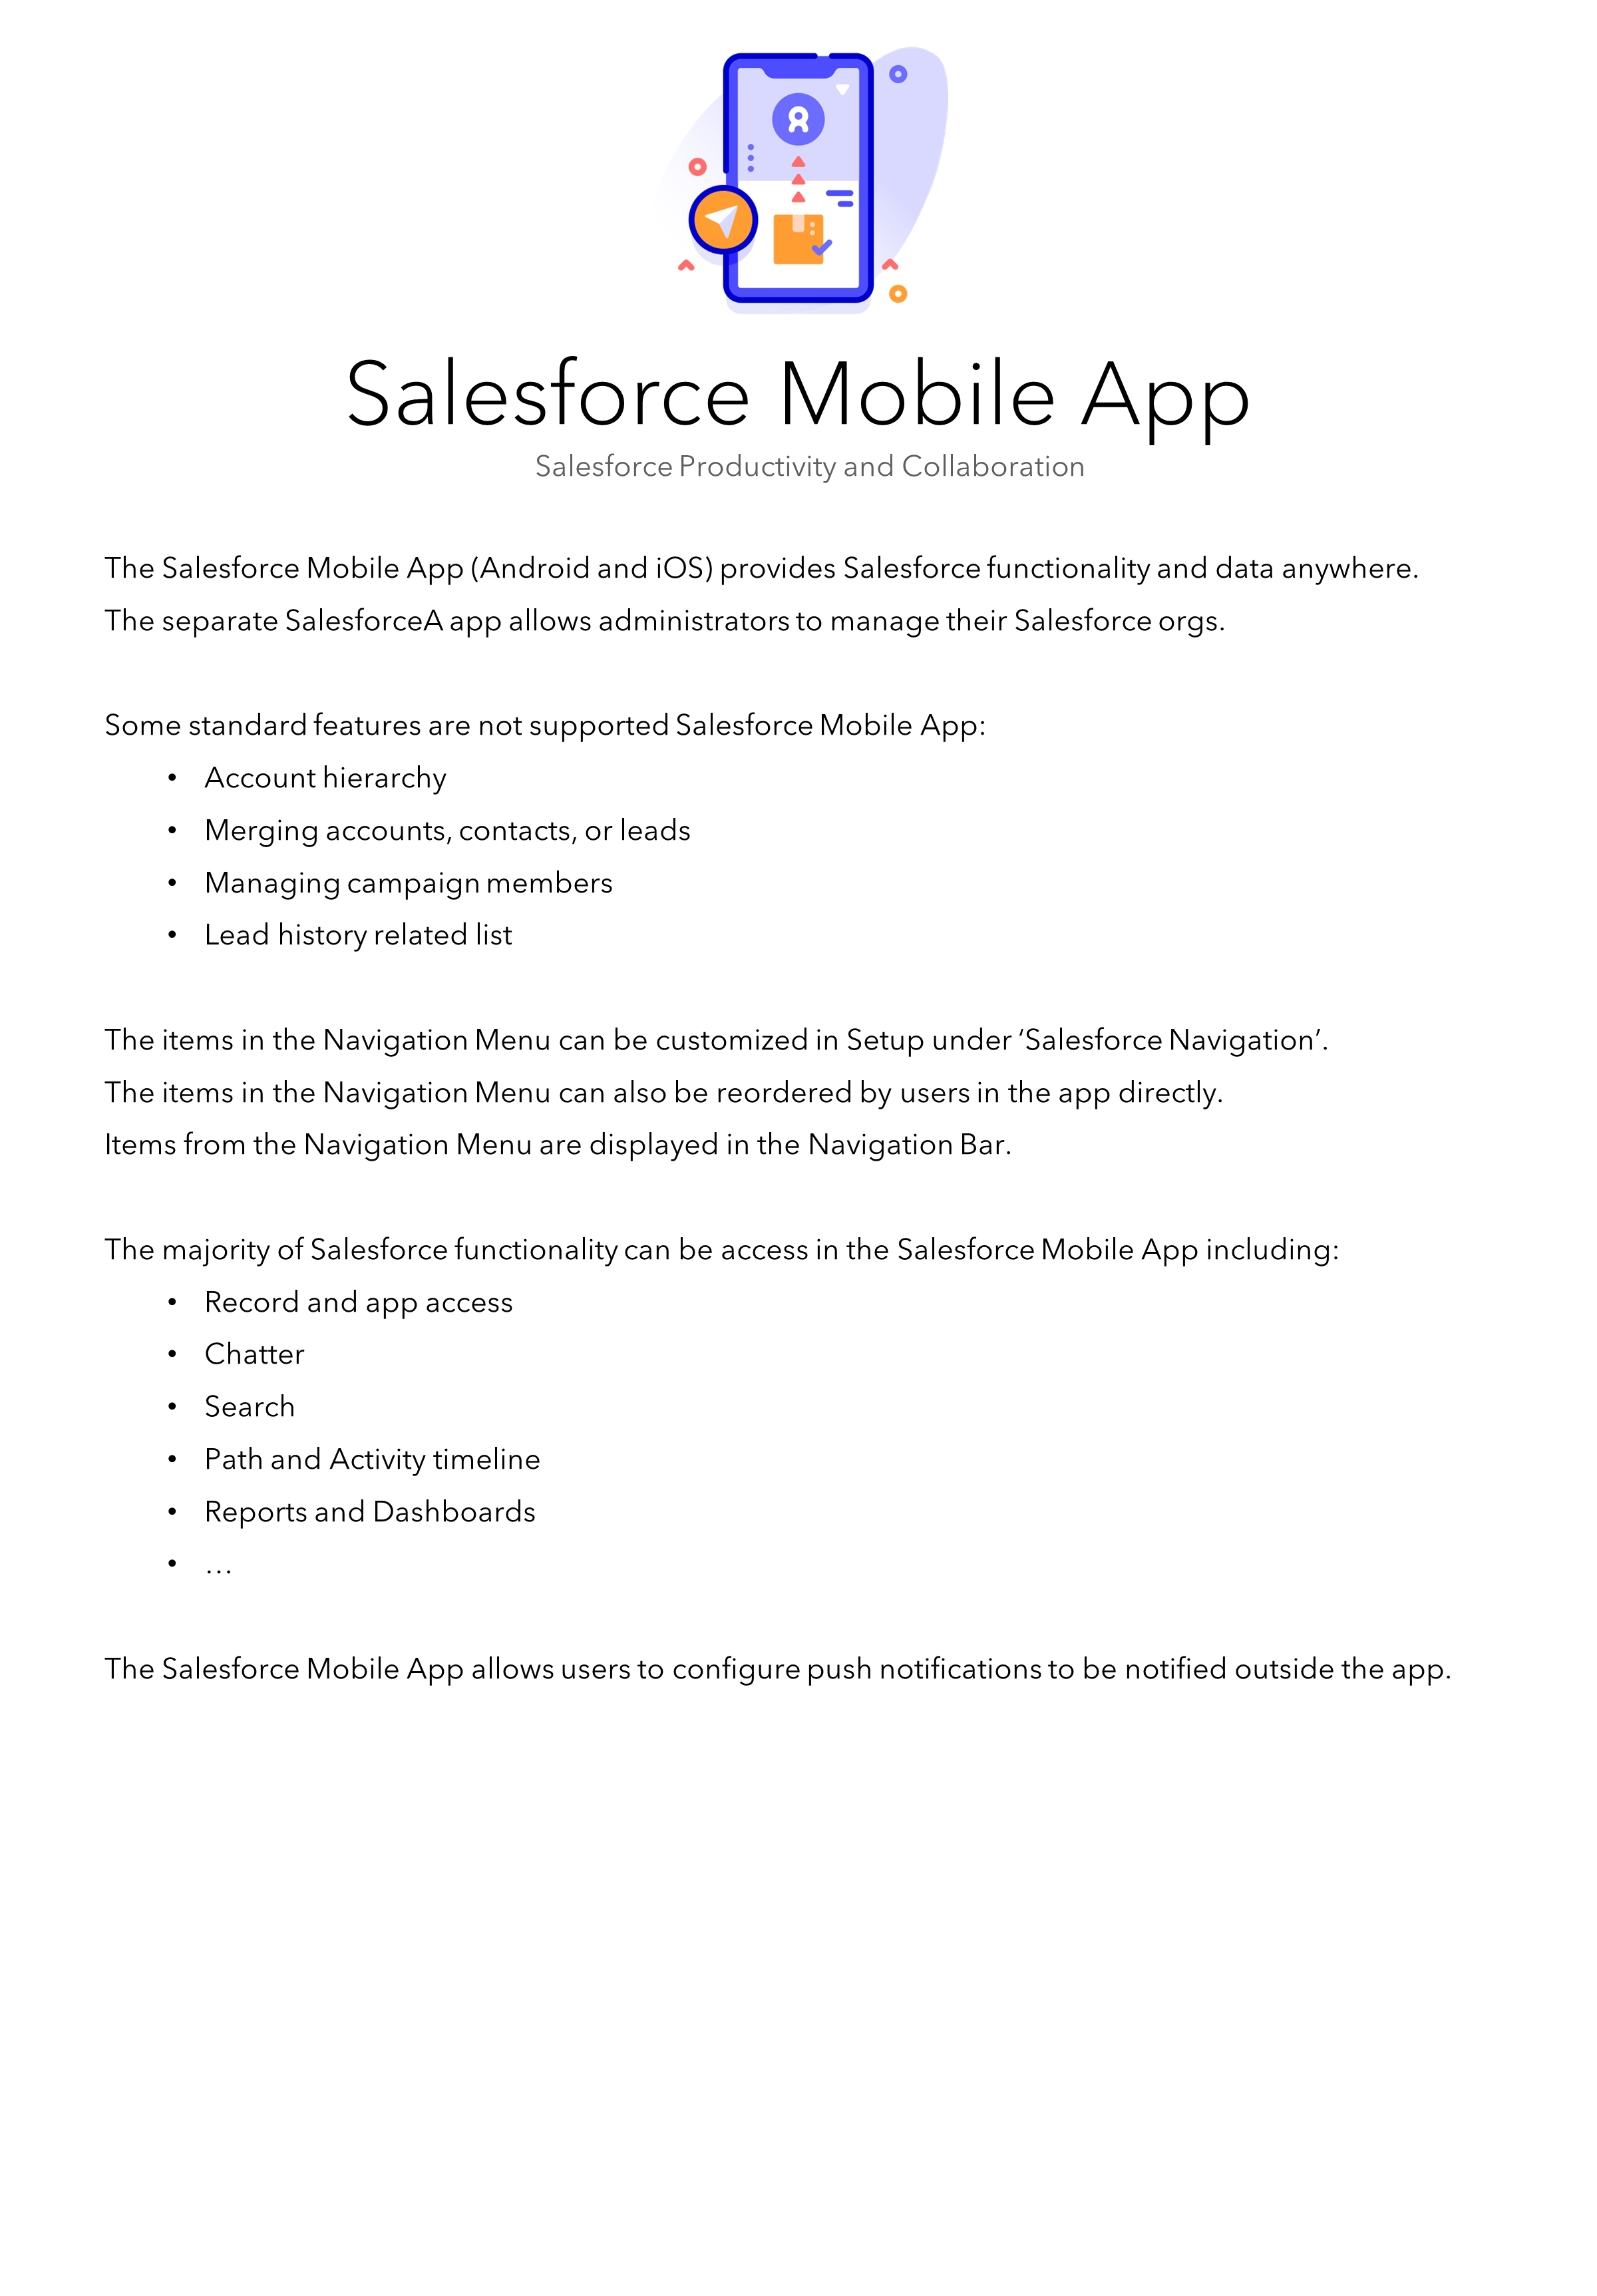 Salesforce Mobile App
Salesforce Productivity and Collaboration
The Salesforce Mobile App (Android and iOS) provides Salesforce functionality and data anywhere.
The separate SalesforceA app allows administrators to manage their Salesforce orgs.
Some standard features are not supported Salesforce Mobile App:
• Account hierarchy
• Merging accounts, contacts, or leads
• Managing campaign members
• Lead history related list
The items in the Navigation Menu can be customized in Setup under ‘Salesforce Navigation’.
The items in the Navigation Menu can also be reordered by users in the app directly.
Items from the Navigation Menu are displayed in the Navigation Bar.
The majority of Salesforce functionality can be access in the Salesforce Mobile App including:
• Record and app access
• Chatter
• Search
• Path and Activity timeline
• Reports and Dashboards
• …
The Salesforce Mobile App allows users to configure push notifications to be notified outside the app.